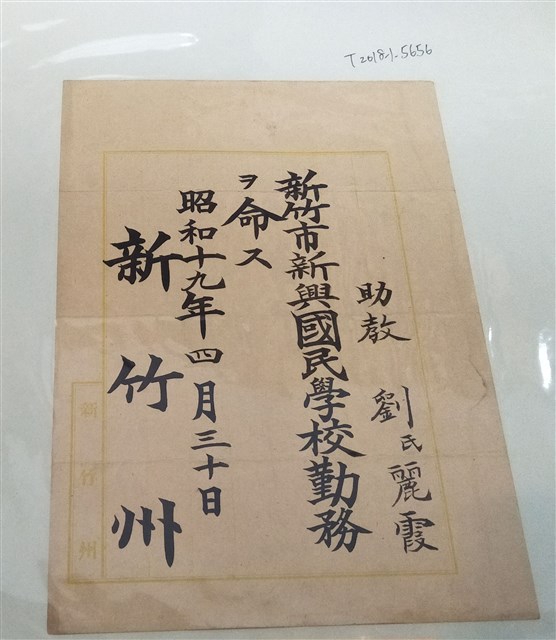 T2018.1.5656
助教 劉氏麗霞
新竹市新興國民學校勤務
ヲ命ス
昭和十九年四月三十日
新竹州
新竹州